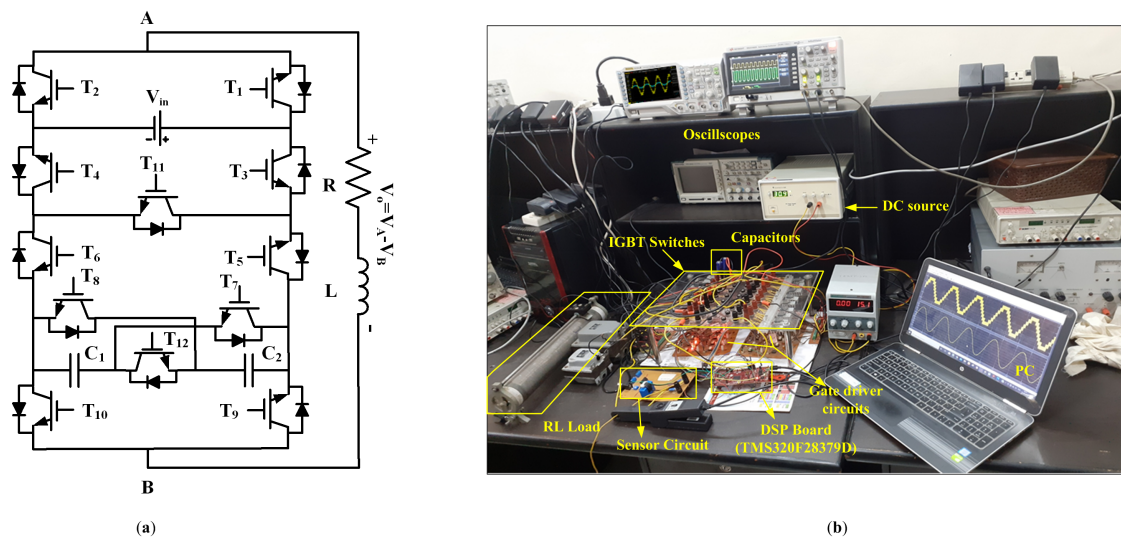 A
T2
T1
Vin
- +
T4
T11
T3
R
+
Vo=VA-VB
T6
T5
T8
T7
L
-
C1
T12
C2
T10
T9
B
(a)
Oscillscopes
DC source
IGBT Switches
Capacitors
PC
Gate driver
circuits
RL Load
Sensor Circuit
DSP Board
(TMS320F28379D)
(b)